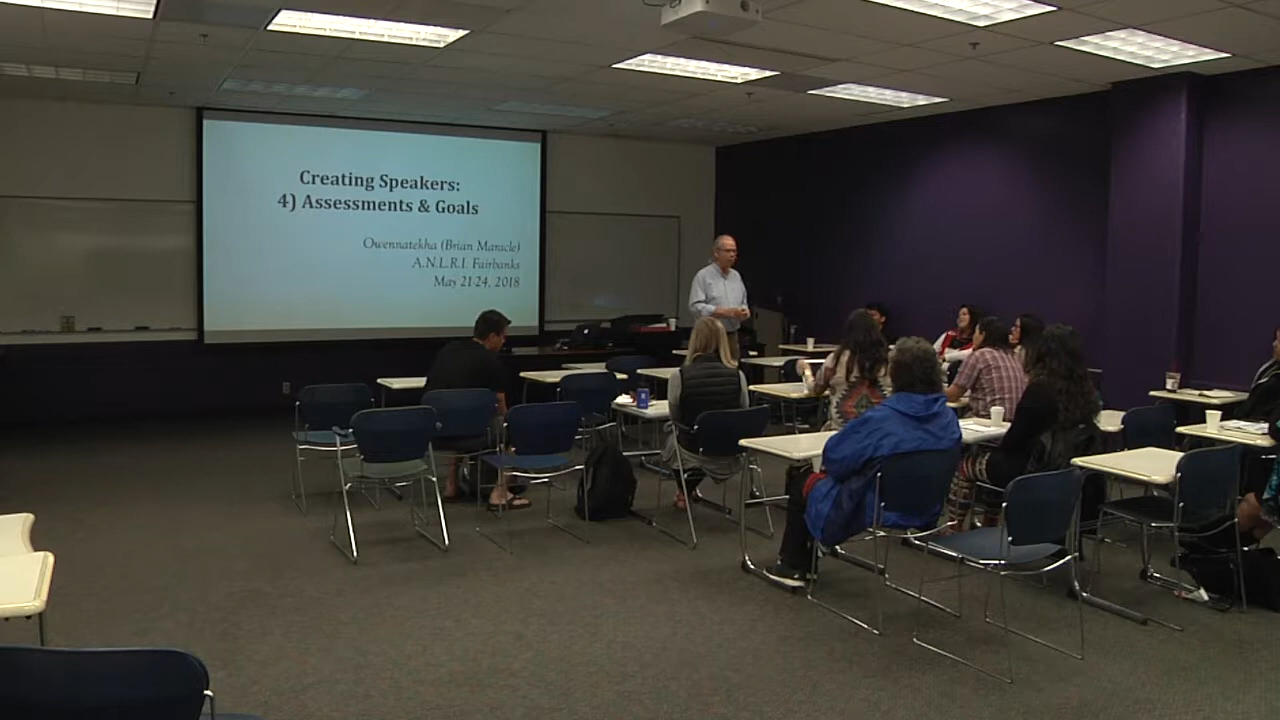 Creating Speakers:
4) Assessments & Goals
Owennatekha (Brian Maracle)
A.N.L.R.I. Fairbanks
May 21-24, 2018